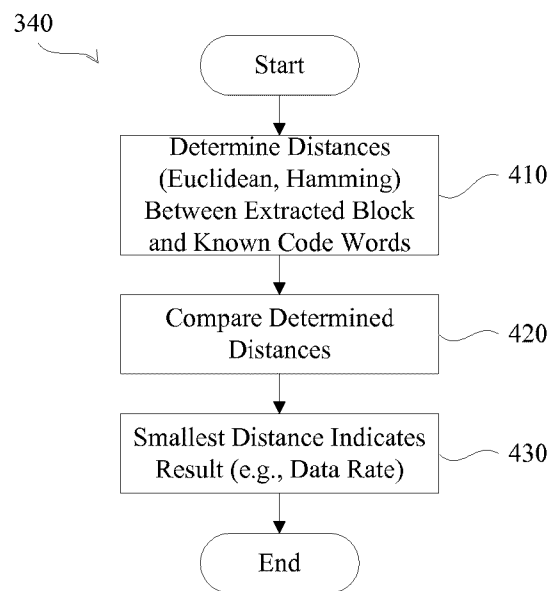 340
Start
Determine Distances
(Euclidean, Hamming)
Between Extracted Block
and Known Code Words
410
Compare Determined
Distances
420
Smallest Distance Indicates
Result (e.g., Data Rate)
430
End